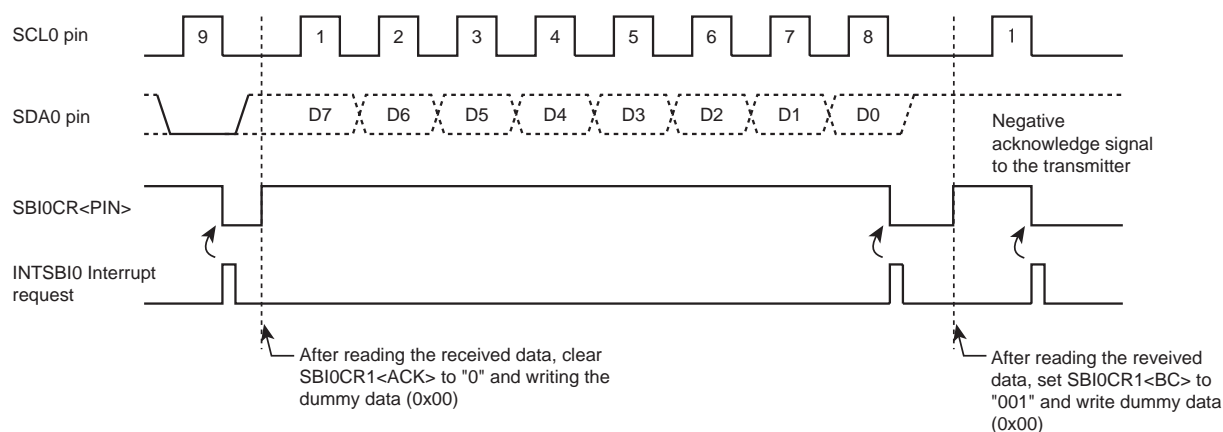 SCL0 pin
9 1 2 3 4 5 6 7 8 1
SDA0 pin
D7 D6 D5 D4 D3 D2 D1 D0
Negative
acknowledge signal
to the transmitter
SBI0CR<PIN>
INTSBI0 Interrupt
request
After reading the received data, clear
SBI0CR1<ACK> to "0" and writing the
dummy data (0x00)
After reading the reveived
data, set SBI0CR1<BC> to
"001" and write dummy data
(0x00)